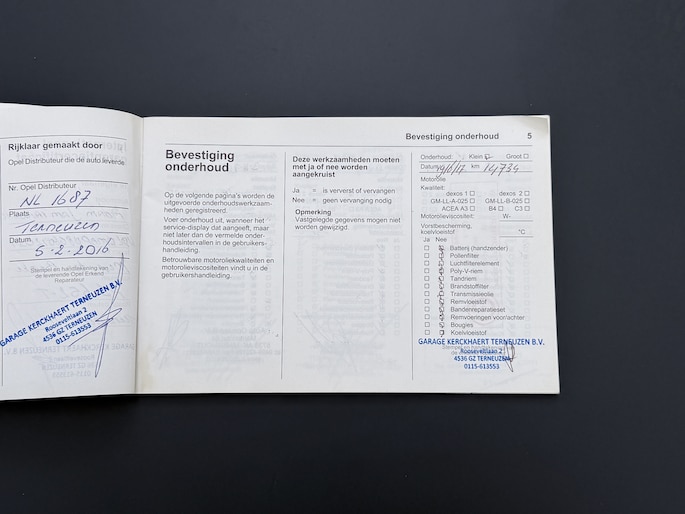 Rijklaar gemaakt door
Opel Distributeur die de auto leverde
Nr. Opel Distributeur
NL 1687
Plaats
Terneuzen
Datum
5-2-2016
Stempel en handtekening van
de leverende Opel Erkend
Reparateur
GARAGE KERCKHAERT TERNEUZEN B.V.
Rooseveltlaan 2
4536 GZ TERNEUZEN
0115-613553
Bevestiging onderhoud 5
Bevestiging
onderhoud
Op de volgende pagina's worden de
uitgevoerde onderhoudswerkzaam-
heden geregistreerd.
Voer onderhoud uit, wanneer het
service-display dat aangeeft, maar
niet later dan de vermelde onder-
houdsintervallen in de gebruikers-
handleiding.
Betrouwbare motoroliekwaliteiten en
motorolieviscositeiten vindt u in de
gebruikershandleiding.
Deze werkzaamheden moeten
met ja of nee worden
aangekruist
Ja = is ververst of vervangen
Nee = geen vervanging nodig
Opmerking
Vastgelegde gegevens mogen niet
worden gewijzigd.
Onderhoud: Klein Groot
Datum km 14734
Motorolie
Kwaliteit:
dexos 1 dexos 2
GM-LL-A-025 GM-LL-B-025
ACEA A3 B4 C3
Motorolieviscositeit: W-
Vorstbescherming,
koelvloeistof °C
Ja Nee
Batterij (handzender)
Pollenfilter
Luchtfilterelement
Poly-V-riem
Tandriem
Brandstoffilter
Transmissieolie
Remvloeistof
Bandenreparatieset
Remvoeringen voor/achter
Bougies
Koelvloeistof
GARAGE KERCKHAERT TERNEUZEN B.V.
Rooseveltlaan 2
4536 GZ TERNEUZEN
0115-613553